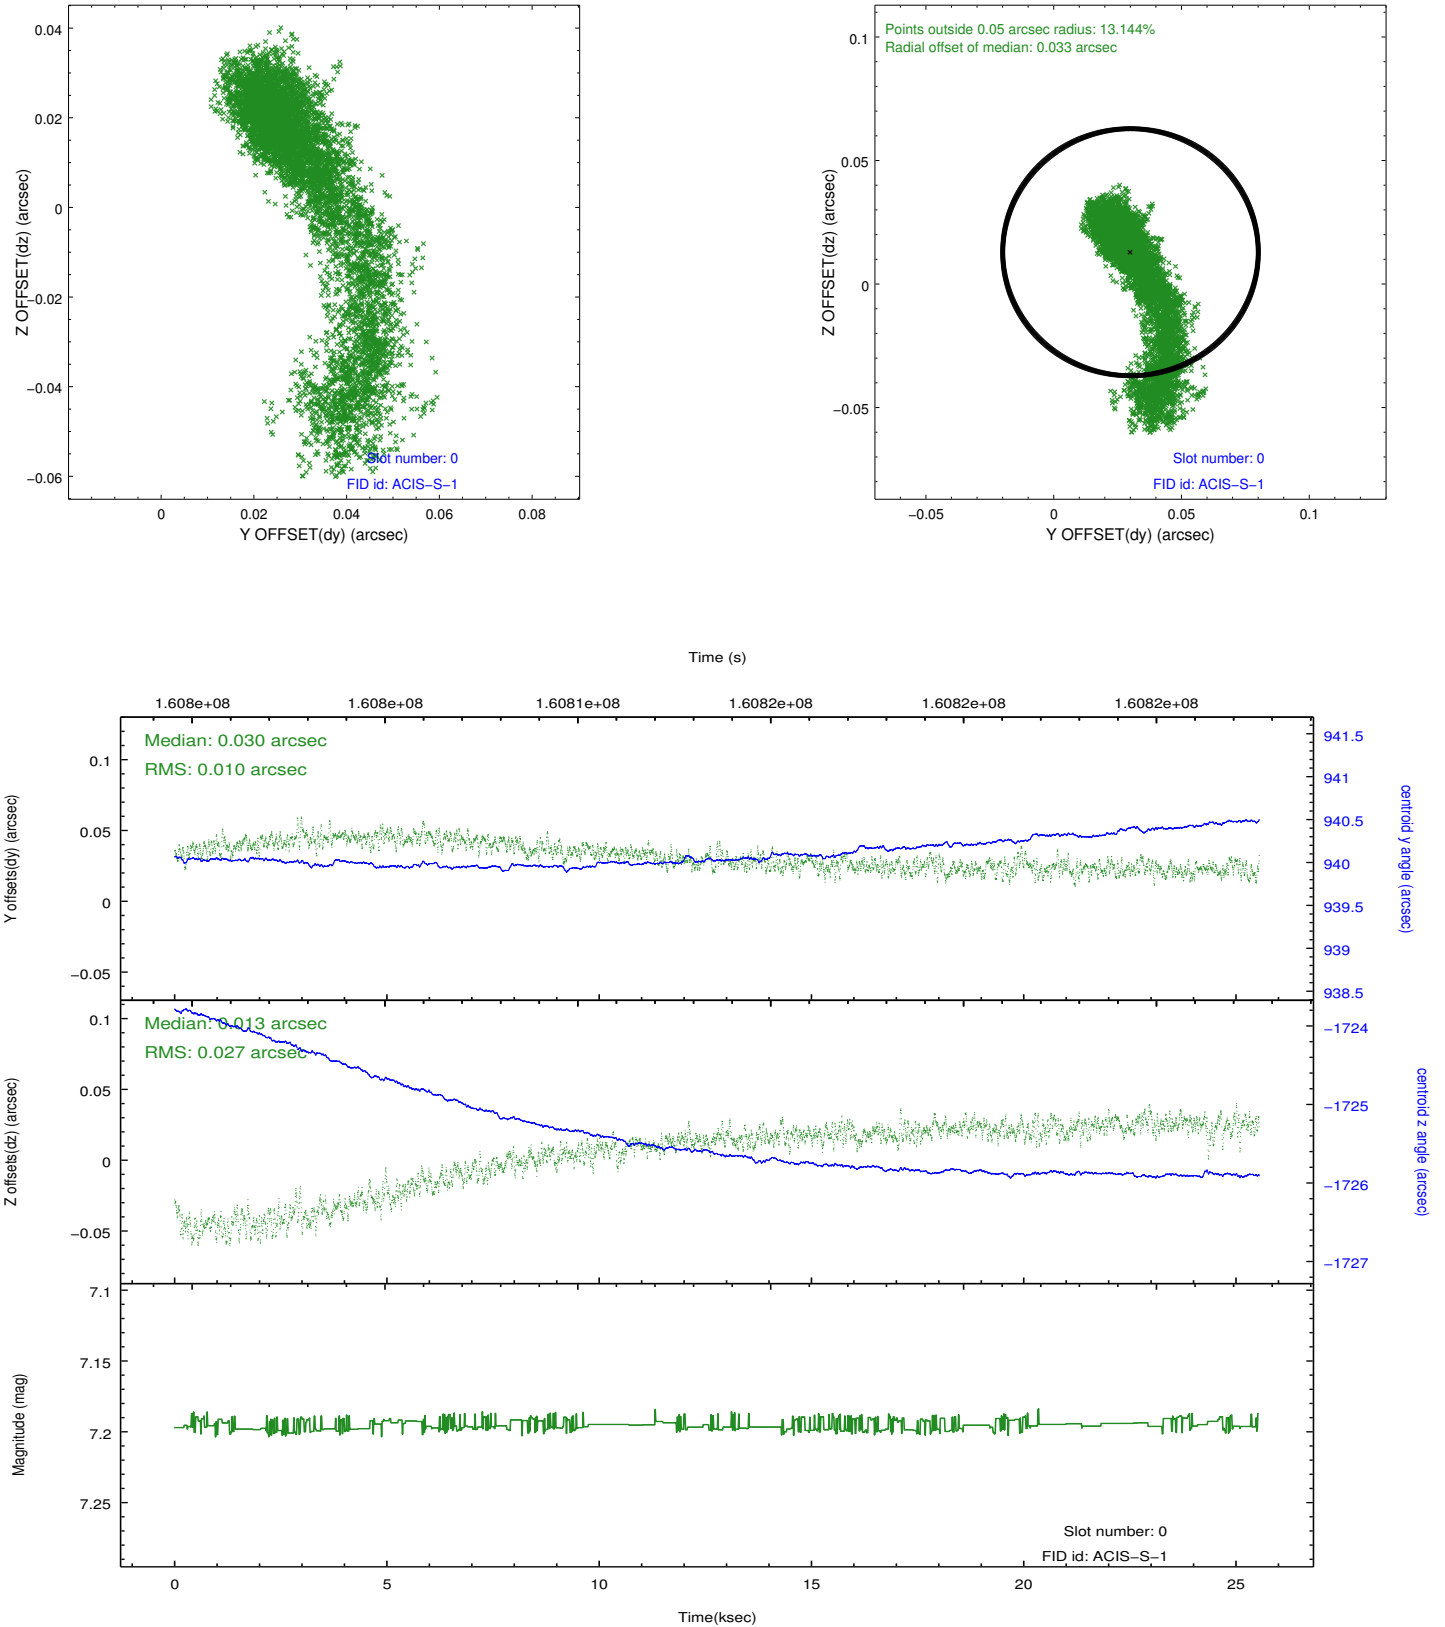 0.04
0.02
0
−0.02
−0.04
−0.06
Z OFFSET(dz) (arcsec)
0
0.02
0.04
0.06
0.08
Y OFFSET(dy) (arcsec)
Slot number: 0
FID id: ACIS−S−1
Points outside 0.05 arcsec radius: 13.144%
Radial offset of median: 0.033 arcsec
0.1
0.05
0
−0.05
Z OFFSET(dz) (arcsec)
−0.05
0
0.05
0.1
Y OFFSET(dy) (arcsec)
Slot number: 0
FID id: ACIS−S−1
Time (s)
1.608e+08
1.608e+08
1.6081e+08
1.6082e+08
1.6082e+08
1.6082e+08
Median: 0.030 arcsec
RMS: 0.010 arcsec
0.1
0.05
0
−0.05
Y offsets(dy) (arcsec)
941.5
941
940.5
940
939.5
939
938.5
centroid y angle (arcsec)
Median: 0.013 arcsec
RMS: 0.027 arcsec
0.1
0.05
0
−0.05
Z offsets(dz) (arcsec)
−1724
−1725
−1726
−1727
centroid z angle (arcsec)
7.1
7.15
7.2
7.25
Magnitude (mag)
Slot number: 0
FID id: ACIS−S−1
0
5
10
15
20
25
Time(ksec)